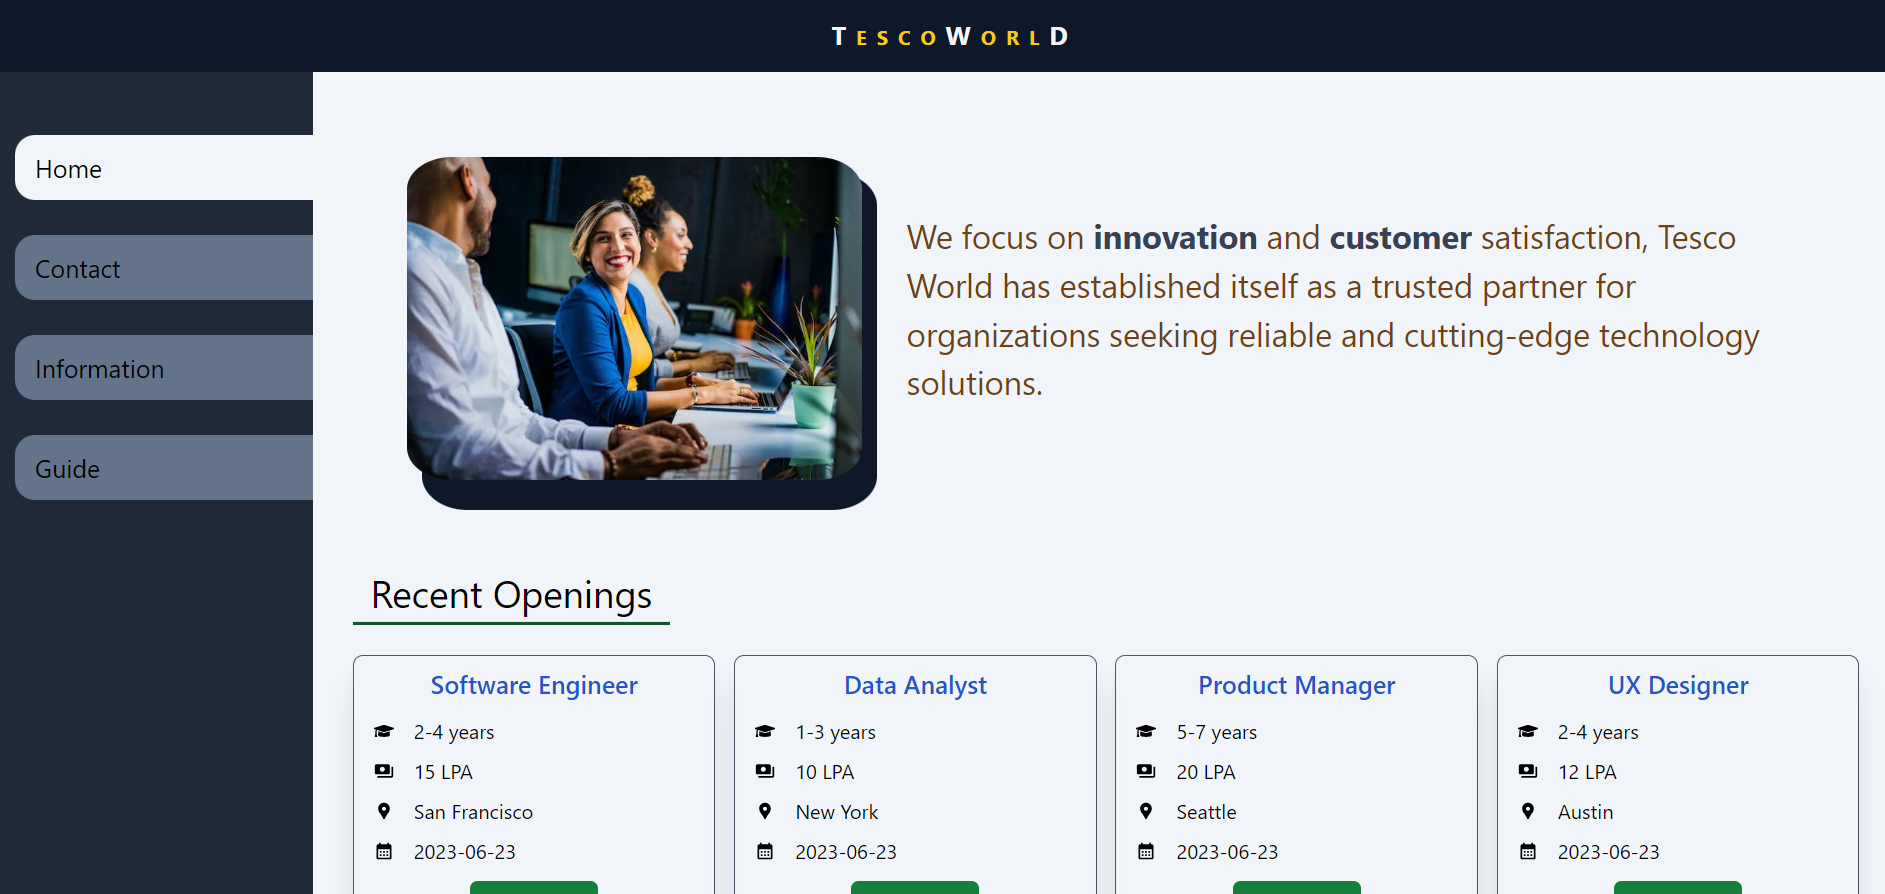 TESCOWORLD
Home
Contact
Information
Guide
We focus on innovation and customer satisfaction, Tesco
World has established itself as a trusted partner for
organizations seeking reliable and cutting-edge technology
solutions.
Recent Openings
Software Engineer
2-4 years
15 LPA
San Francisco
2023-06-23
Data Analyst
1-3 years
10 LPA
New York
2023-06-23
Product Manager
5-7 years
20 LPA
Seattle
2023-06-23
UX Designer
2-4 years
12 LPA
Austin
2023-06-23